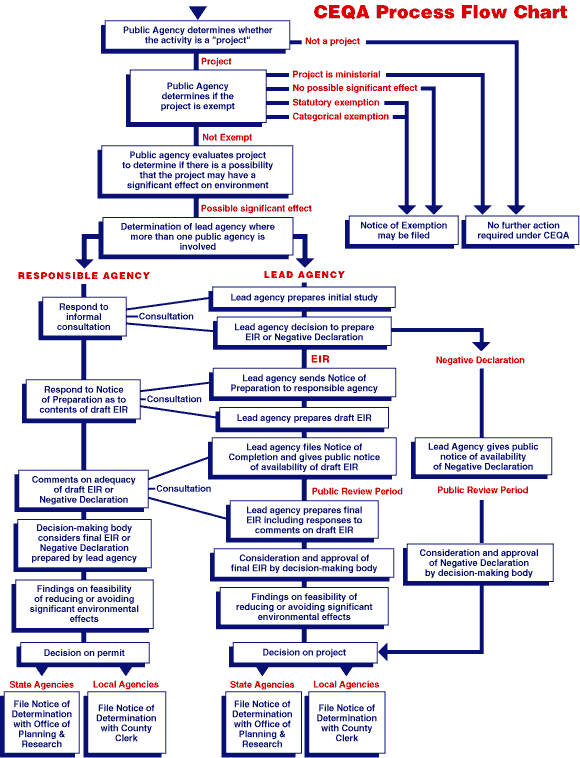 CEQA Process Flow Chart
Public Agency determines whether
the activity is a "project"
Not a project
Project
Public Agency
determines if the
project is exempt
Project is ministerial
No possible significant effect
Statutory exemption
Categorical exemption
Not Exempt
Public agency evaluates project
to determine if there is a possibility
that the project may have a
significant effect on environment
Possible significant effect
Determination of lead agency where
more than one public agency is
involved
Notice of Exemption
may be filed
No further action
required under CEQA
RESPONSIBLE AGENCY
LEAD AGENCY
Respond to
informal
consultation
Consultation
Lead agency prepares initial study
Lead agency decision to prepare
EIR or Negative Declaration
EIR
Negative Declaration
Respond to Notice
of Preparation as to
contents of draft EIR
Consultation
Lead agency sends Notice of
Preparation to responsible agency
Lead agency prepares draft EIR
Lead agency files Notice of
Completion and gives public notice
of availability of draft EIR
Lead Agency gives public
notice of availability
of Negative Declaration
Public Review Period
Public Review Period
Comments on adequacy
of draft EIR or
Negative Declaration
Consultation
Lead agency prepares final
EIR including responses to
comments on draft EIR
Decision-making body
considers final EIR or
Negative Declaration
prepared by lead agency
Consideration and approval of
final EIR by decision-making body
Consideration and approval
of Negative Declaration
by decision-making body
Findings on feasibility
of reducing or avoiding
significant environmental
effects
Findings on feasibility of
reducing or avoiding significant
environmental effects
Decision on permit
Decision on project
State Agencies
Local Agencies
State Agencies
Local Agencies
File Notice of
Determination
with Office of
Planning &
Research
File Notice of
Determination
with County
Clerk
File Notice of
Determination
with Office of
Planning &
Research
File Notice of
Determination
with County
Clerk